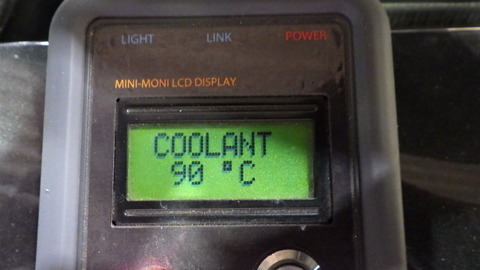 LIGHT LINK POWER
MINI-MONI LCD DISPLAY
COOLANT
90 °C